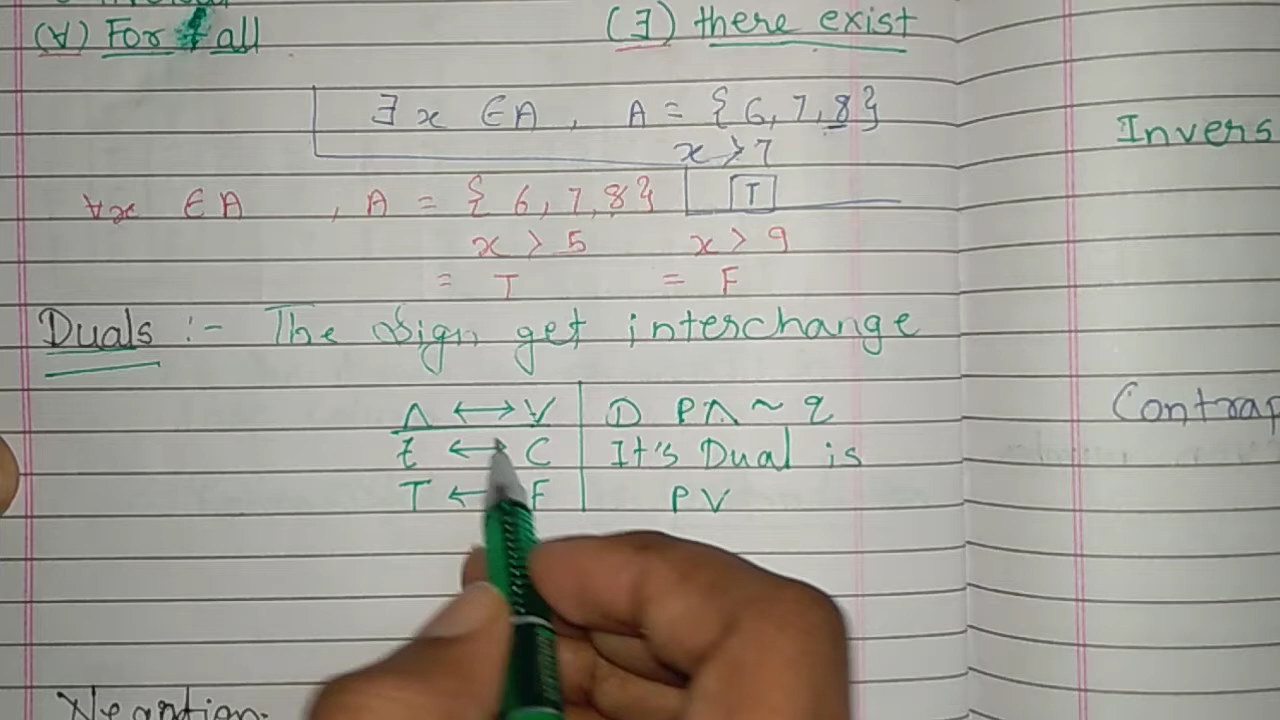 (∀) For all
(∃) there exist
∃ x ∈ A , A = {6, 7, 8}
x > 7
∀x ∈ A , A = {6, 7, 8} T
x > 5 x > 9
= T = F
Duals :- The Sign get interchange
∧ ↔ ∨ ① P ∧ ~ q
t ↔ C It's Dual is
T ← F P ∨
Invers
Contrap
Negation